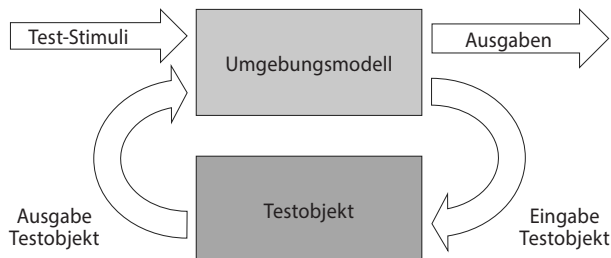 Test-Stimuli
Umgebungsmodell
Ausgaben
Testobjekt
Ausgabe
Testobjekt
Eingabe
Testobjekt